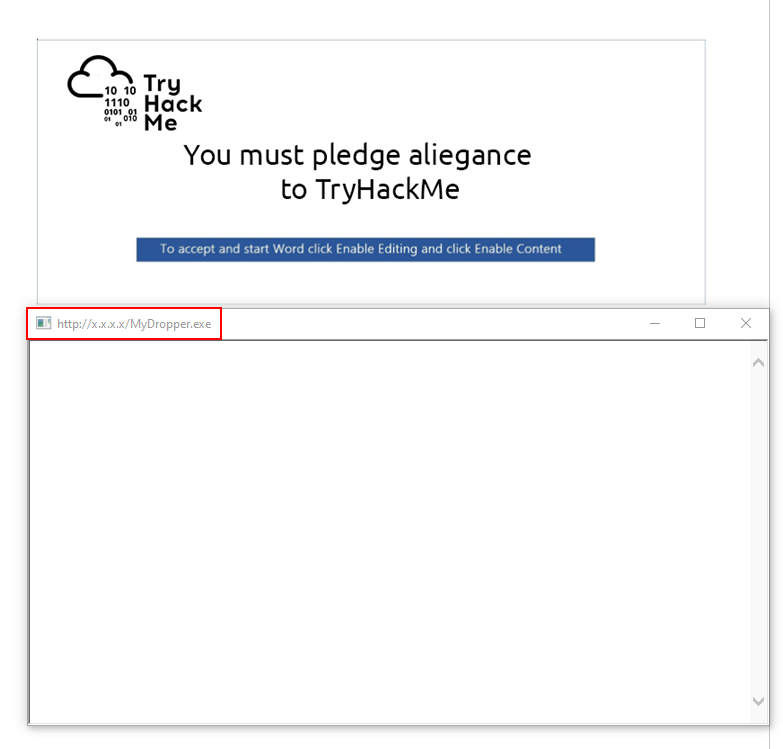 10 10
1110
0101 01
01 010
01
Try
Hack
Me
You must pledge aliegance
to TryHackMe
To accept and start Word click Enable Editing and click Enable Content
http://x.x.x.x/MyDropper.exe